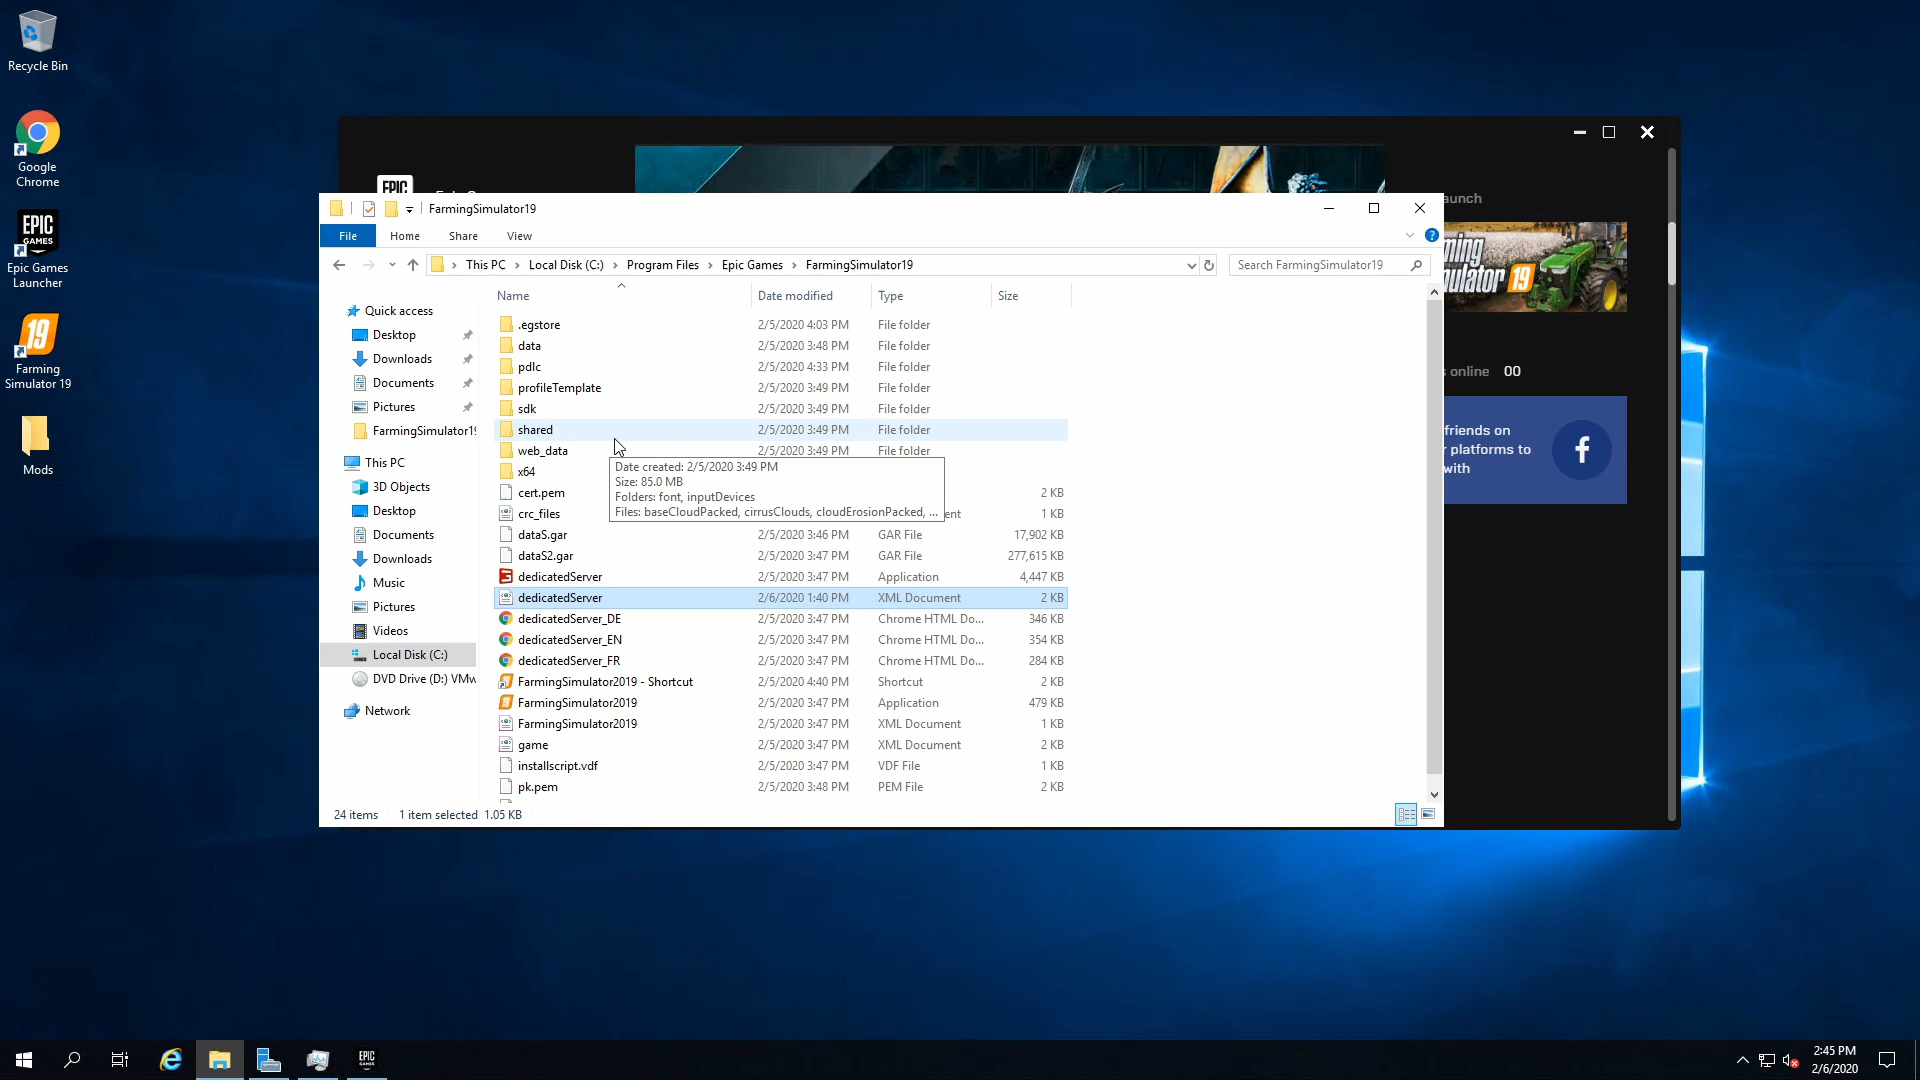 Recycle Bin
Google
Chrome
EPIC
GAMES
Epic Games
Launcher
19
Farming
Simulator 19
Mods
EPIC
aunch
ming
ulator 19
s online 00
friends on
r platforms to
with
f
FarmingSimulator19
File Home Share View
This PC > Local Disk (C:) > Program Files > Epic Games > FarmingSimulator19
Search FarmingSimulator19
Quick access
Desktop
Downloads
Documents
Pictures
FarmingSimulator19
This PC
3D Objects
Desktop
Documents
Downloads
Music
Pictures
Videos
Local Disk (C:)
DVD Drive (D:) VMw
Network
Name Date modified Type Size
.egstore 2/5/2020 4:03 PM File folder
data 2/5/2020 3:48 PM File folder
pdlc 2/5/2020 4:33 PM File folder
profileTemplate 2/5/2020 3:49 PM File folder
sdk 2/5/2020 3:49 PM File folder
shared 2/5/2020 3:49 PM File folder
web_data 2/5/2020 3:49 PM File folder
x64
cert.pem 2 KB
crc_files ent 1 KB
dataS.gar 2/5/2020 3:46 PM GAR File 17,902 KB
dataS2.gar 2/5/2020 3:47 PM GAR File 277,615 KB
dedicatedServer 2/5/2020 3:47 PM Application 4,447 KB
dedicatedServer 2/6/2020 1:40 PM XML Document 2 KB
dedicatedServer_DE 2/5/2020 3:47 PM Chrome HTML Do... 346 KB
dedicatedServer_EN 2/5/2020 3:47 PM Chrome HTML Do... 354 KB
dedicatedServer_FR 2/5/2020 3:47 PM Chrome HTML Do... 284 KB
FarmingSimulator2019 - Shortcut 2/5/2020 4:40 PM Shortcut 2 KB
FarmingSimulator2019 2/5/2020 3:47 PM Application 479 KB
FarmingSimulator2019 2/5/2020 3:47 PM XML Document 1 KB
game 2/5/2020 3:47 PM XML Document 2 KB
installscript.vdf 2/5/2020 3:47 PM VDF File 1 KB
pk.pem 2/5/2020 3:48 PM PEM File 2 KB
Date created: 2/5/2020 3:49 PM
Size: 85.0 MB
Folders: font, inputDevices
Files: baseCloudPacked, cirrusClouds, cloudErosionPacked, ...
24 items 1 item selected 1.05 KB
EPIC
GAMES
2:45 PM
2/6/2020